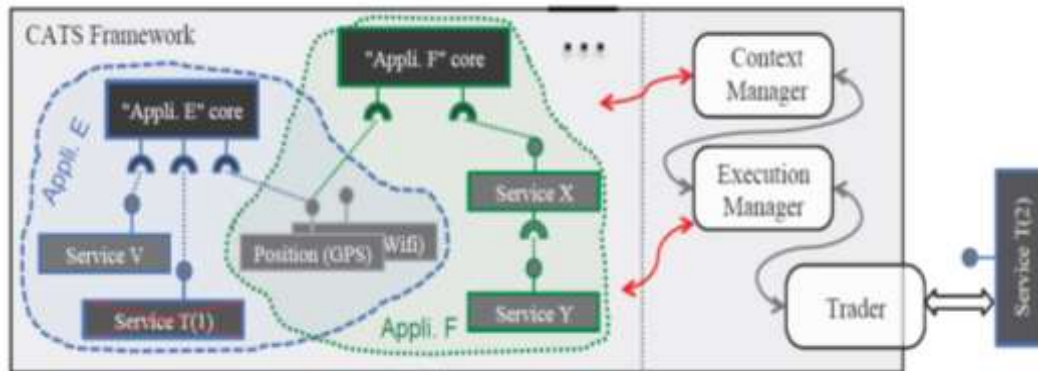 CATS Framework
"Appli. E" core
"Appli. F" core
...
Context
Manager
Appli. E
Service V
Service T(1)
Position (GPS)
Wifi)
Service X
Service Y
Appli. F
Execution
Manager
Trader
Service T(2)